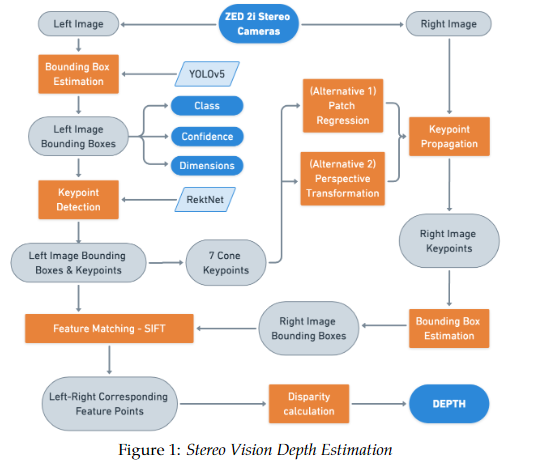 Left Image
ZED 2i Stereo
Cameras
Right Image
Bounding Box
Estimation
YOLOv5
Class
Left Image
Bounding Boxes
Confidence
Dimensions
(Alternative 1)
Patch
Regression
Keypoint
Propagation
(Alternative 2)
Perspective
Transformation
Keypoint
Detection
RektNet
Left Image Bounding
Boxes & Keypoints
7 Cone
Keypoints
Right Image
Keypoints
Feature Matching - SIFT
Right Image
Bounding Boxes
Bounding Box
Estimation
Left-Right Corresponding
Feature Points
Disparity
calculation
DEPTH
Figure 1: Stereo Vision Depth Estimation